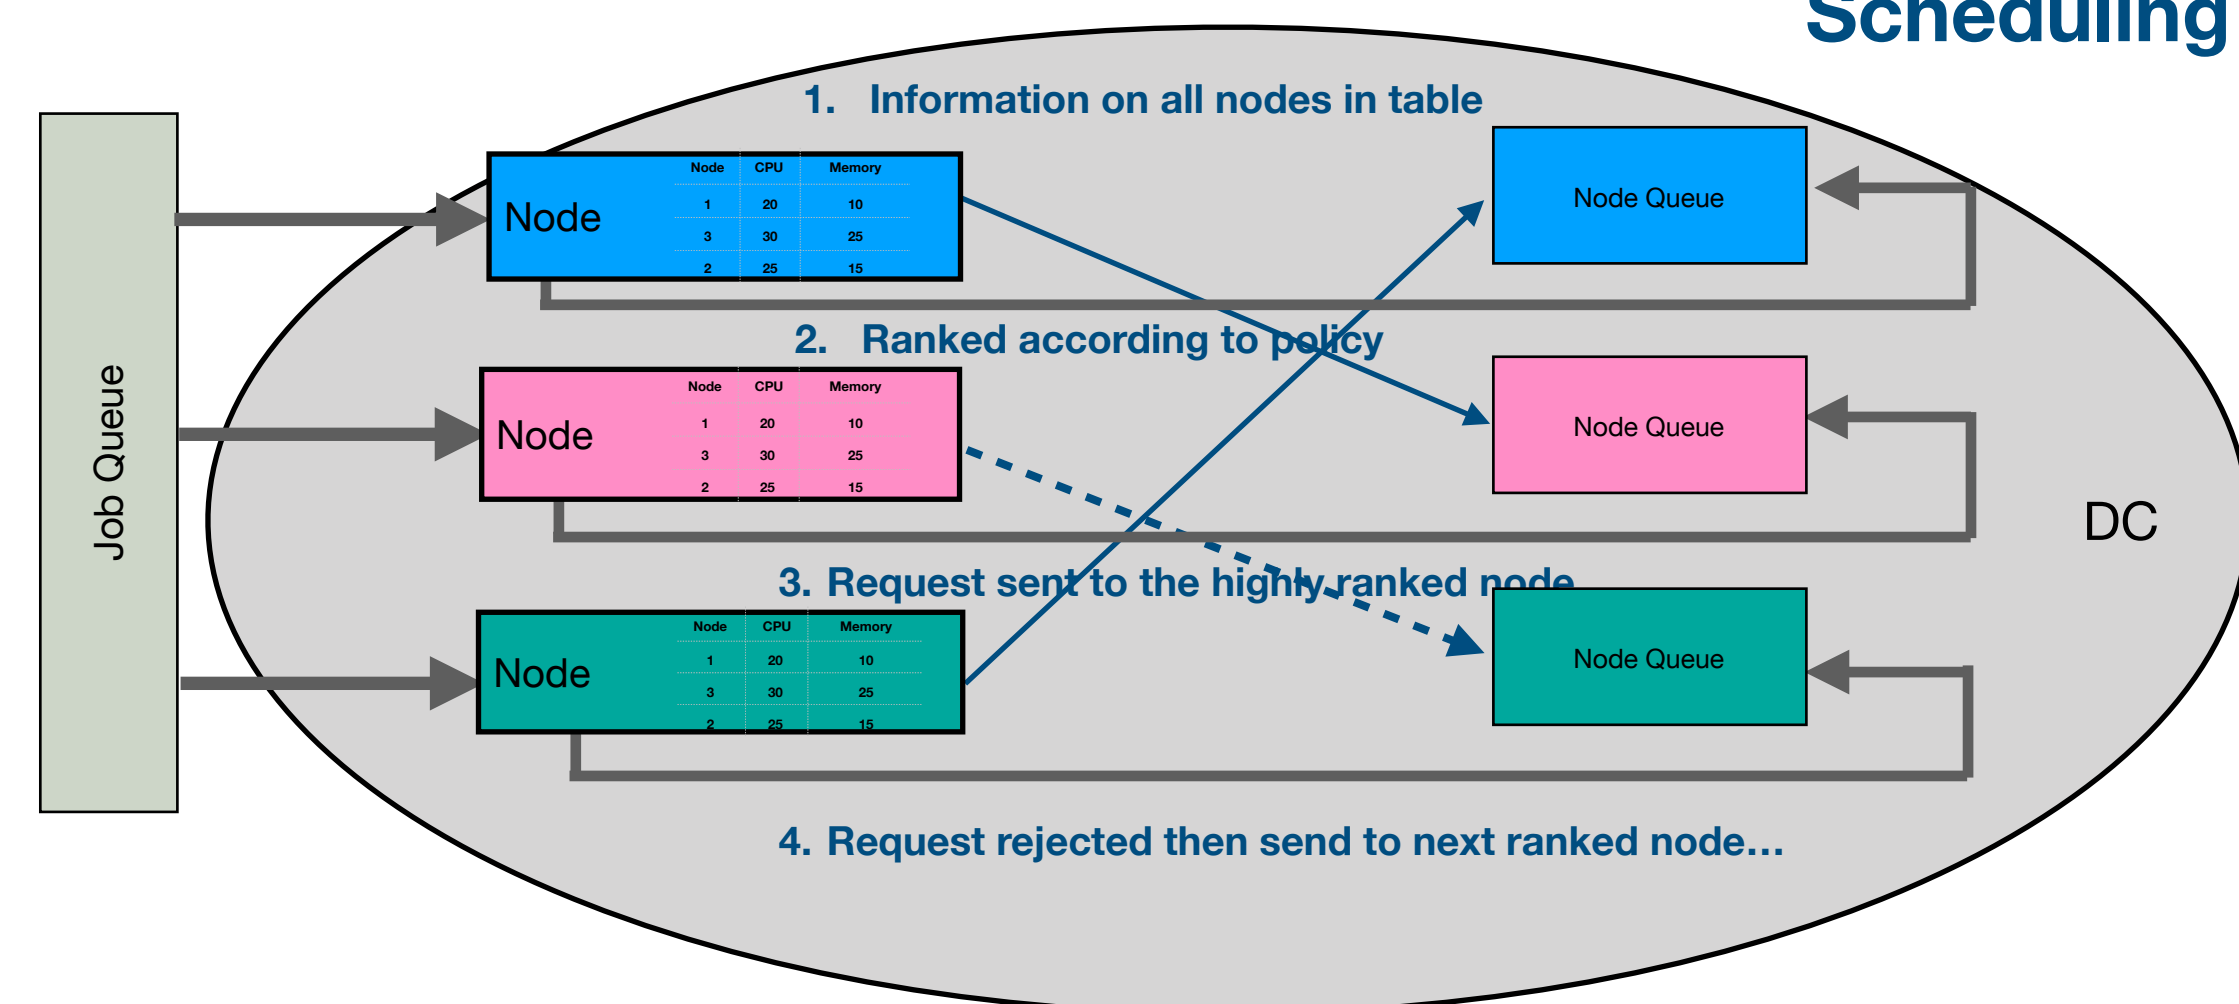 Scheduling
1. Information on all nodes in table
Job Queue
Node
Node CPU Memory
1 20 10
3 30 25
2 25 15
Node Queue
2. Ranked according to policy
Node
Node CPU Memory
1 20 10
3 30 25
2 25 15
Node Queue
DC
3. Request sent to the highly ranked node
Node
Node CPU Memory
1 20 10
3 30 25
2 25 15
Node Queue
4. Request rejected then send to next ranked node…